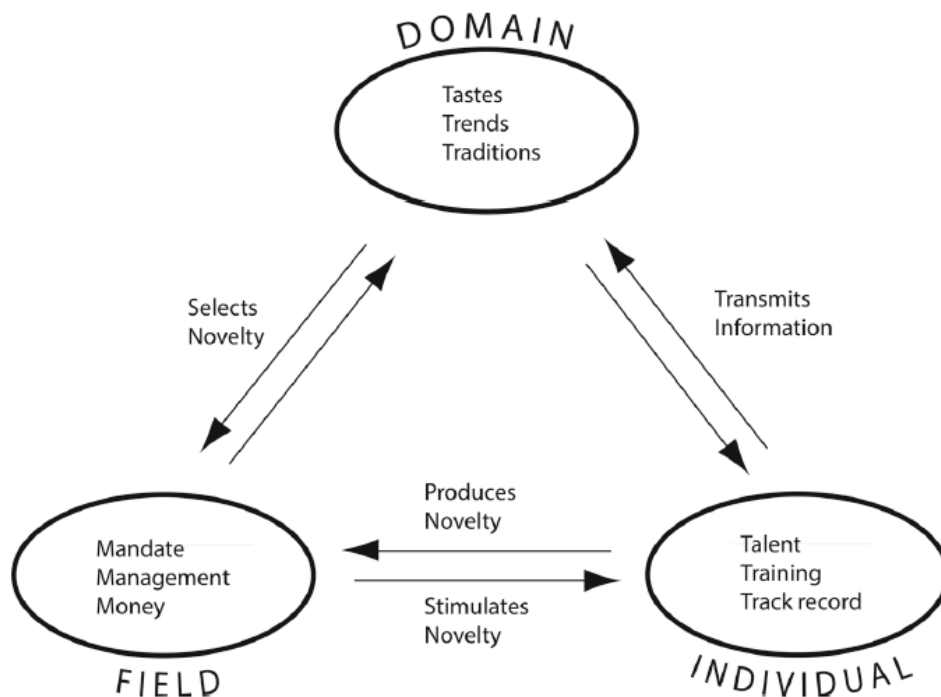 DOMAIN
Tastes
Trends
Traditions
Selects
Novelty
Transmits
Information
Produces
Novelty
Mandate
Management
Money
Talent
Training
Track record
Stimulates
Novelty
FIELD
INDIVIDUAL